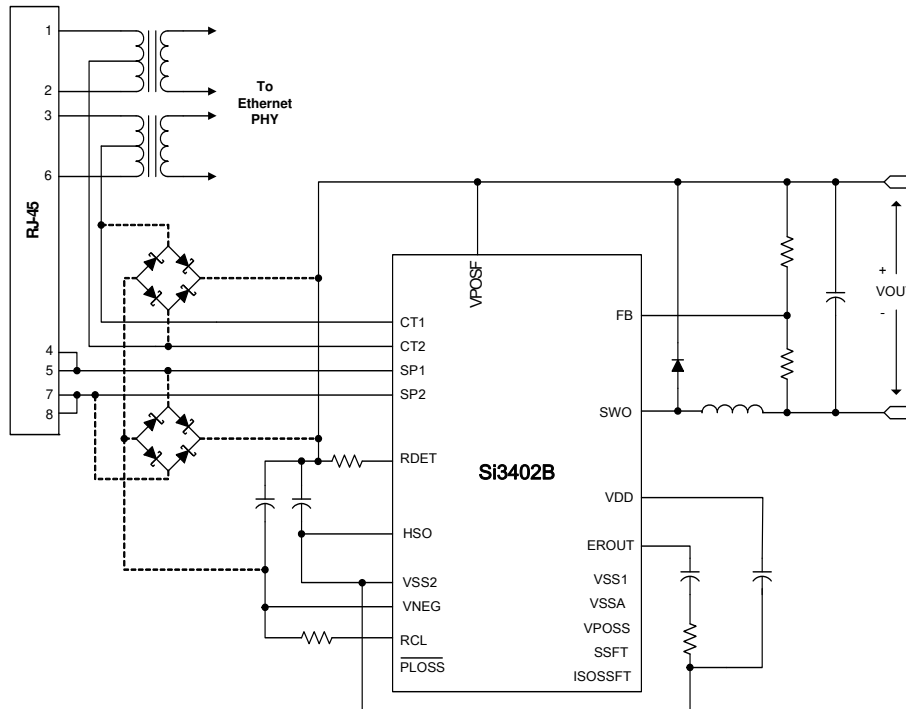 1
2
3
6
RJ-45
4
5
7
8
To
Ethernet
PHY
VPOSF
CT1
CT2
SP1
SP2
RDET
HSO
VSS2
VNEG
RCL
PLOSS
Si3402B
FB
SWO
VDD
EROUT
VSS1
VSSA
VPOSS
SSFT
ISOSSFT
+
VOUT
-